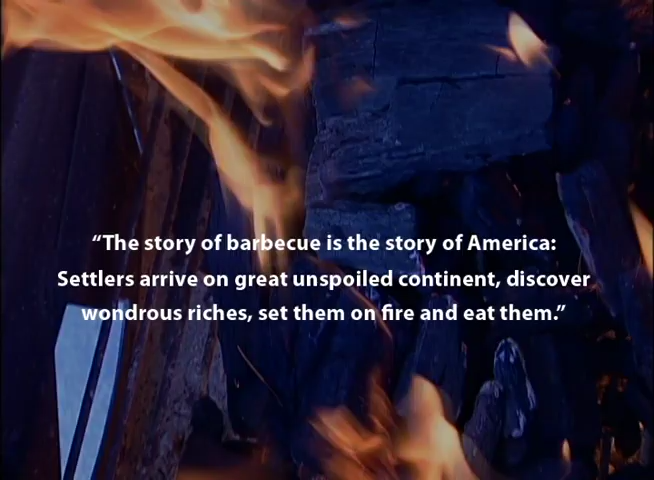 “The story of barbecue is the story of America:
Settlers arrive on great unspoiled continent, discover
wondrous riches, set them on fire and eat them.”